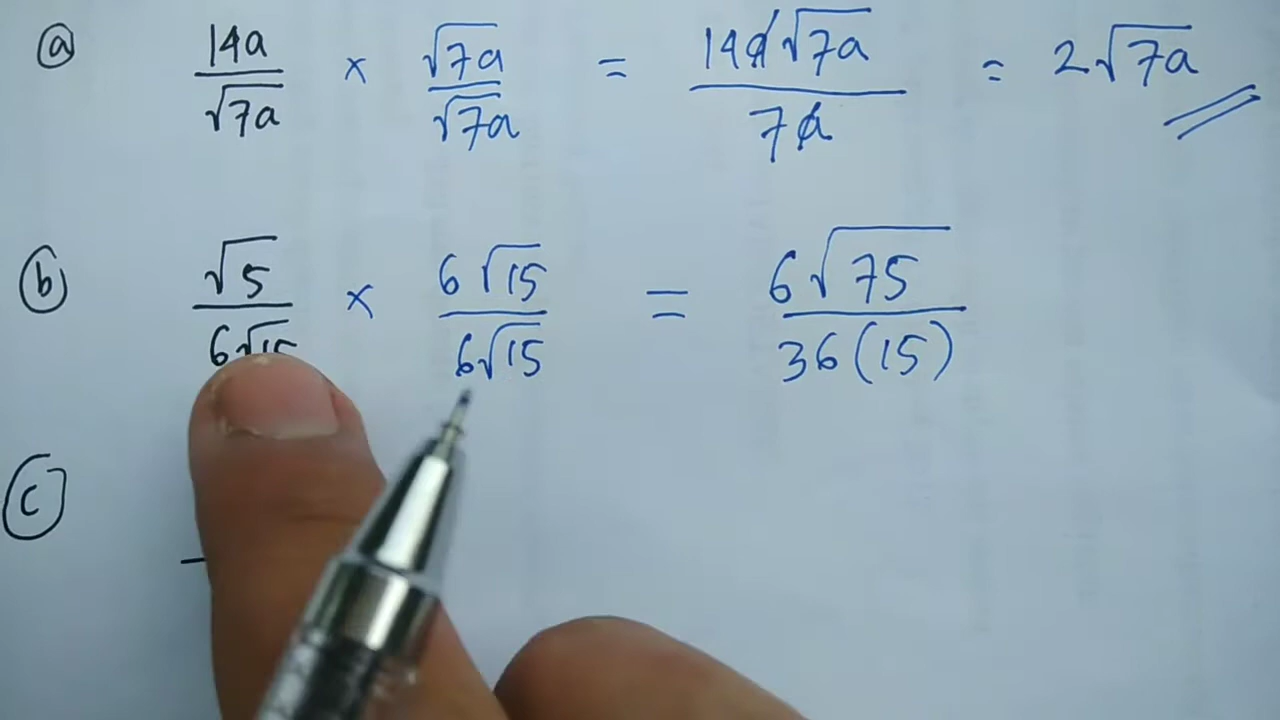 (a) 14a/√7a × √7a/√7a = 14a√7a/7a = 2√7a
(b) √5/6√15 × 6√15/6√15 = 6√75/36(15)
(c)